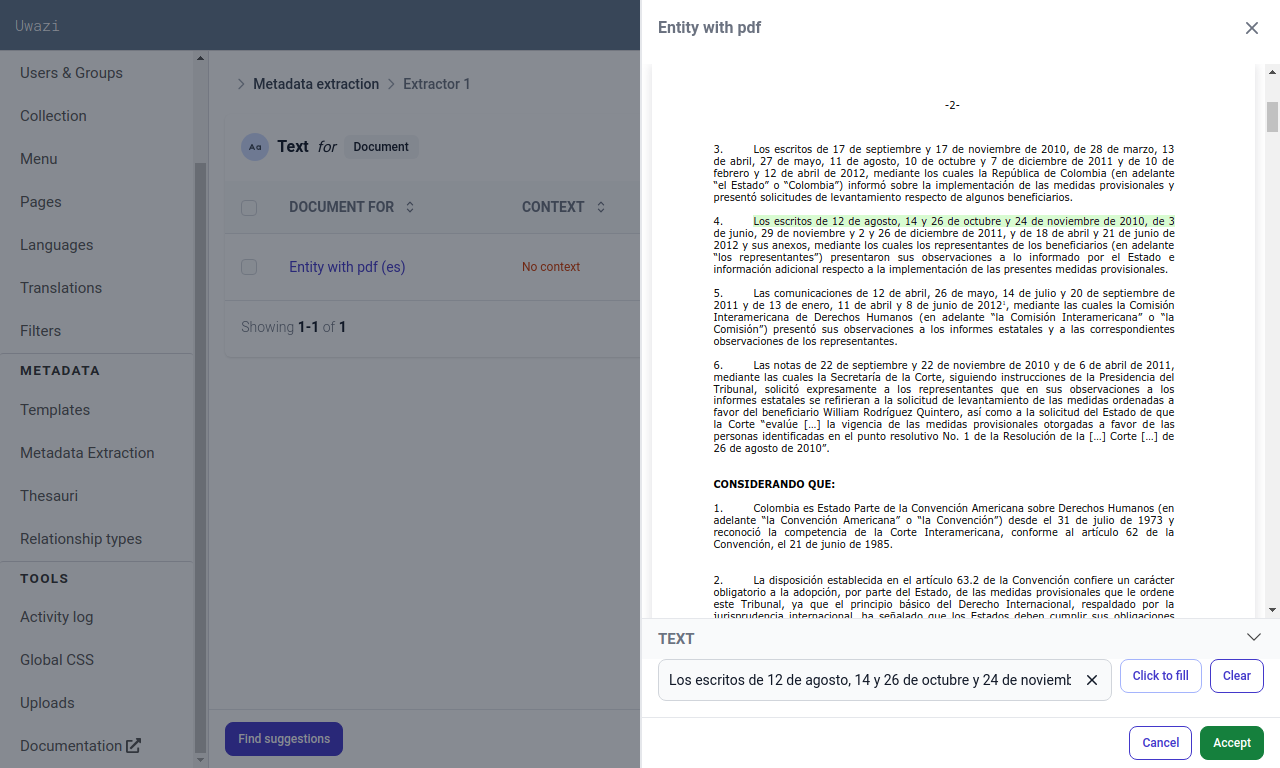 Uwazi
Users & Groups
Collection
Menu
Pages
Languages
Translations
Filters
METADATA
Templates
Metadata Extraction
Thesauri
Relationship types
TOOLS
Activity log
Global CSS
Uploads
Documentation
Metadata extraction
Extractor 1
Aa
Text for Document
DOCUMENT FOR
CONTEXT
Entity with pdf (es)
No context
Showing 1-1 of 1
Find suggestions
Entity with pdf
-2-
3. Los escritos de 17 de septiembre y 17 de noviembre de 2010, de 28 de marzo, 13
de abril, 27 de mayo, 11 de agosto, 10 de octubre y 7 de diciembre de 2011 y de 10 de
febrero y 12 de abril de 2012, mediante los cuales la República de Colombia (en adelante
“el Estado” o “Colombia”) informó sobre la implementación de las medidas provisionales y
presentó solicitudes de levantamiento respecto de algunos beneficiarios.
4. Los escritos de 12 de agosto, 14 y 26 de octubre y 24 de noviembre de 2010, de 3
de junio, 29 de noviembre y 2 y 26 de diciembre de 2011, y de 18 de abril y 21 de junio de
2012 y sus anexos, mediante los cuales los representantes de los beneficiarios (en adelante
“los representantes”) presentaron sus observaciones a lo informado por el Estado e
información adicional respecto a la implementación de las presentes medidas provisionales.
5. Las comunicaciones de 12 de abril, 26 de mayo, 14 de julio y 20 de septiembre de
2011 y de 13 de enero, 11 de abril y 8 de junio de 2012¹, mediante las cuales la Comisión
Interamericana de Derechos Humanos (en adelante “la Comisión Interamericana” o “la
Comisión”) presentó sus observaciones a los informes estatales y a las correspondientes
observaciones de los representantes.
6. Las notas de 22 de septiembre y 22 de noviembre de 2010 y de 6 de abril de 2011,
mediante las cuales la Secretaría de la Corte, siguiendo instrucciones de la Presidencia del
Tribunal, solicitó expresamente a los representantes que en sus observaciones a los
informes estatales se refirieran a la solicitud de levantamiento de las medidas ordenadas a
favor del beneficiario William Rodríguez Quintero, así como a la solicitud del Estado de que
la Corte “evalúe […] la vigencia de las medidas provisionales otorgadas a favor de las
personas identificadas en el punto resolutivo No. 1 de la Resolución de la […] Corte […] de
26 de agosto de 2010”.
CONSIDERANDO QUE:
1. Colombia es Estado Parte de la Convención Americana sobre Derechos Humanos (en
adelante “la Convención Americana” o “la Convención”) desde el 31 de julio de 1973 y
reconoció la competencia de la Corte Interamericana, conforme al artículo 62 de la
Convención, el 21 de junio de 1985.
2. La disposición establecida en el artículo 63.2 de la Convención confiere un carácter
obligatorio a la adopción, por parte del Estado, de las medidas provisionales que le ordene
este Tribunal, ya que el principio básico del Derecho Internacional, respaldado por la
jurisprudencia internacional, ha señalado que los Estados deben cumplir sus obligaciones
TEXT
Los escritos de 12 de agosto, 14 y 26 de octubre y 24 de noviemb
Click to fill
Clear
Cancel
Accept